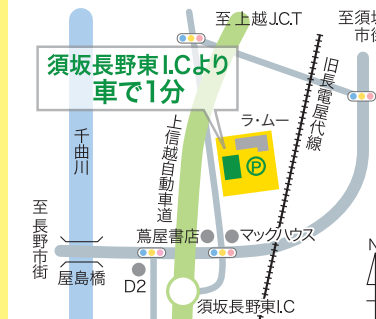 至 上越J.C.T
至須坂
市街
須坂長野東I.Cより
車で1分
旧長電屋代線
ラ・ムー
千曲川
上信越自動車道
P
至長野市街
蔦屋書店
マックハウス
屋島橋
D2
須坂長野東I.C
N